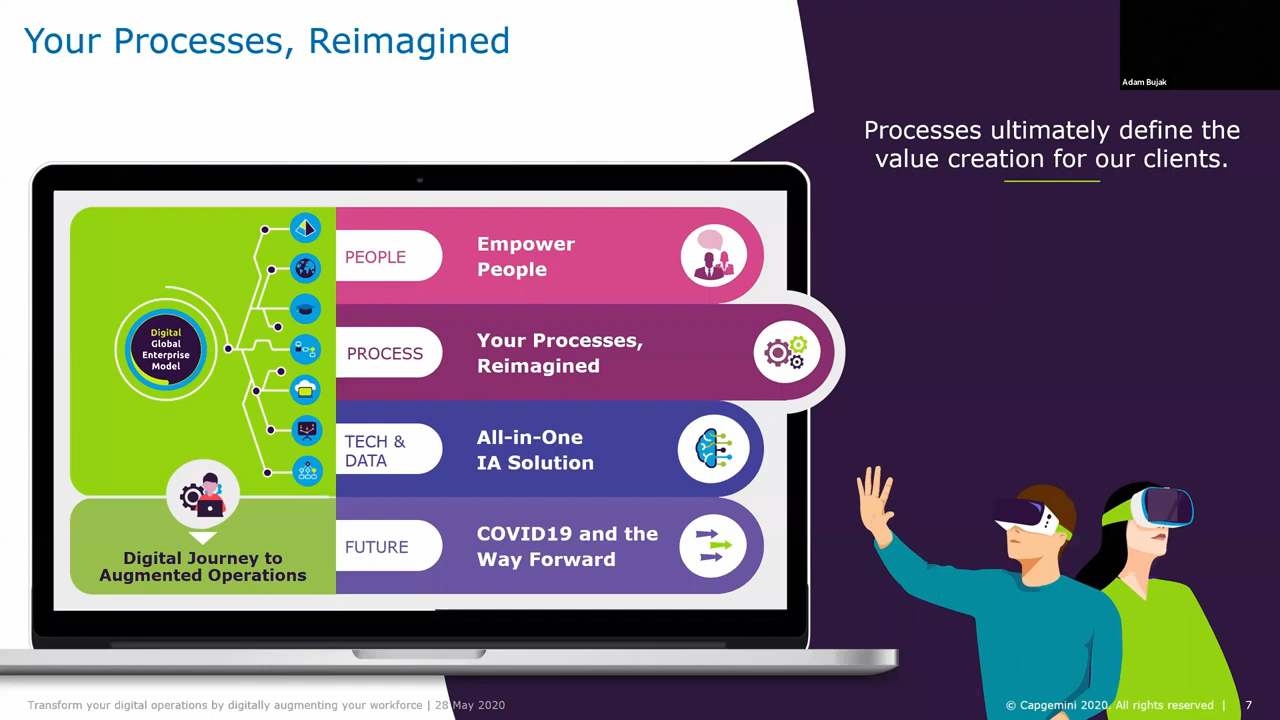 Your Processes, Reimagined
Adam Bujak
Processes ultimately define the
value creation for our clients.
Digital
Global
Enterprise
Model
Digital Journey to
Augmented Operations
PEOPLE
Empower
People
PROCESS
Your Processes,
Reimagined
TECH &
DATA
All-in-One
IA Solution
FUTURE
COVID19 and the
Way Forward
Transform your digital operations by digitally augmenting your workforce | 28 May 2020
© Capgemini 2020. All rights reserved | 7